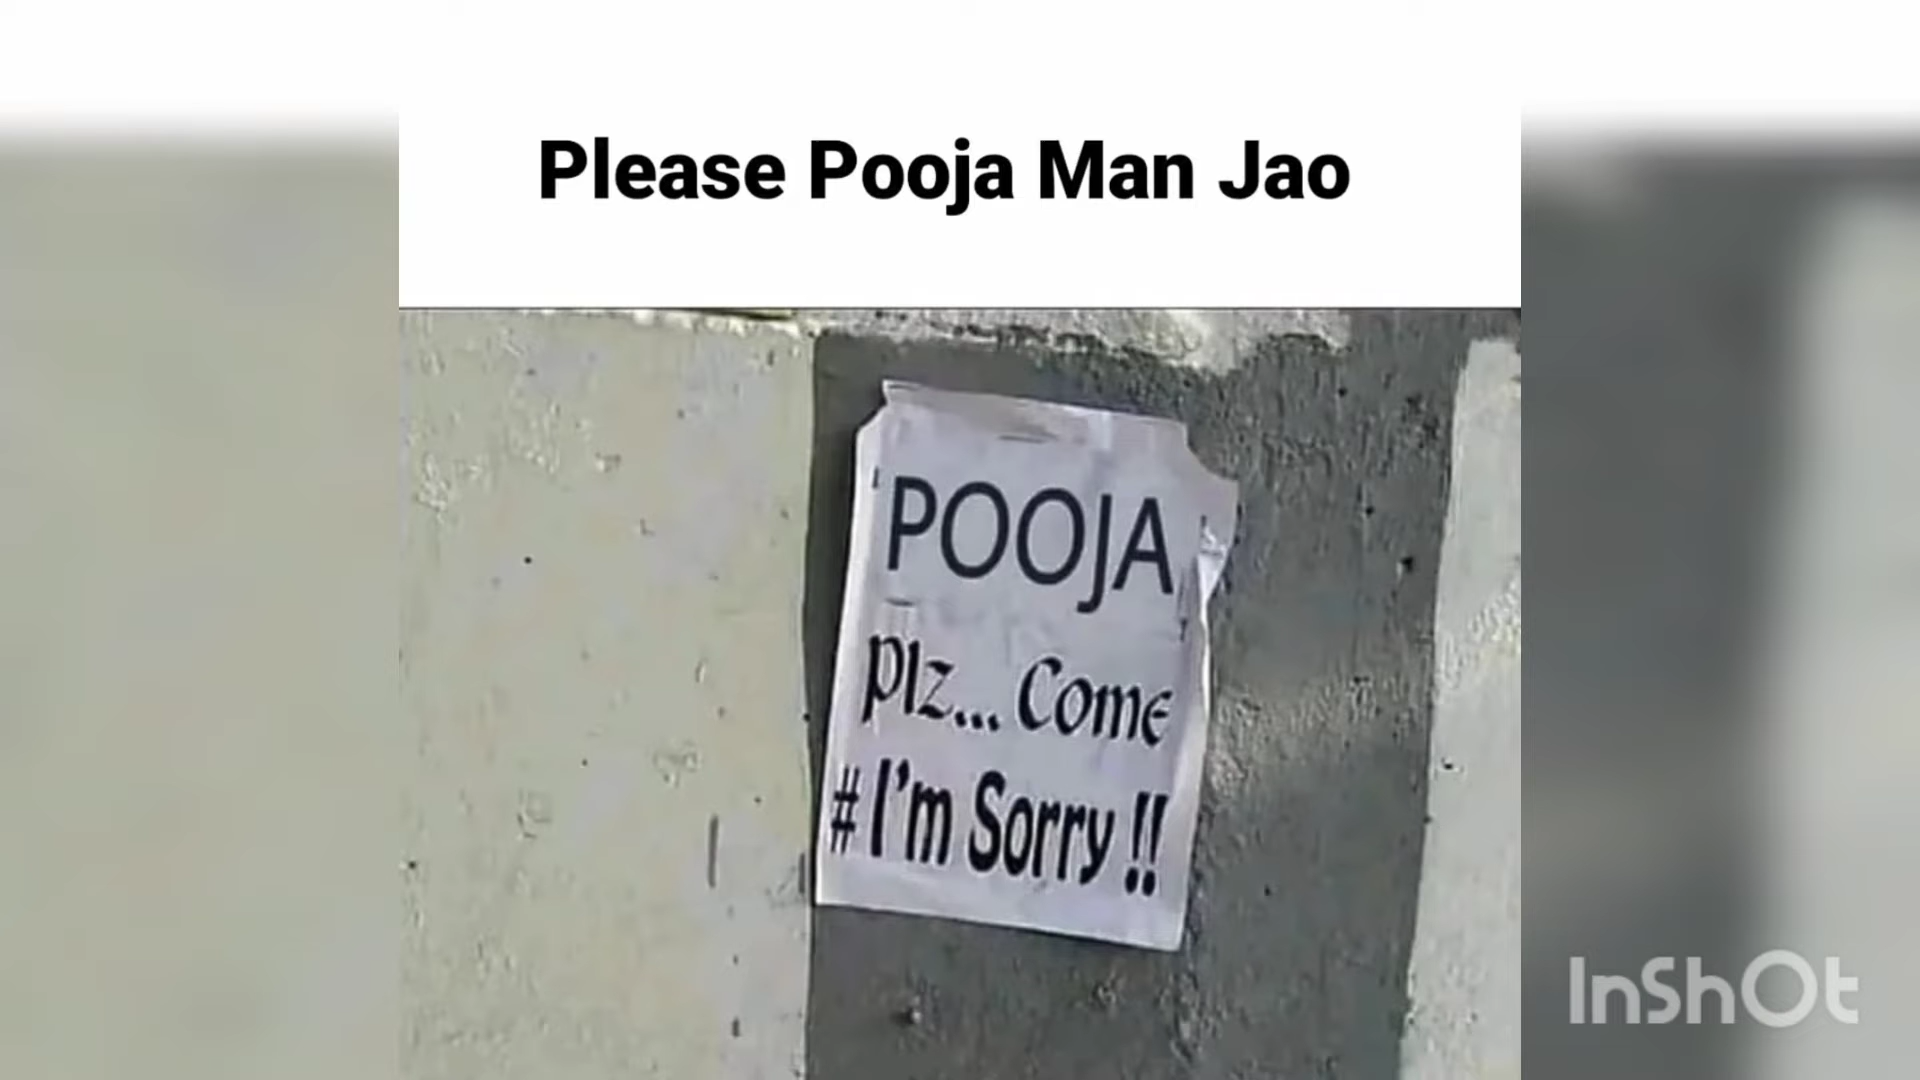 Please Pooja Man Jao
POOJA
Plz... Come
# I'm Sorry !!
InShOt